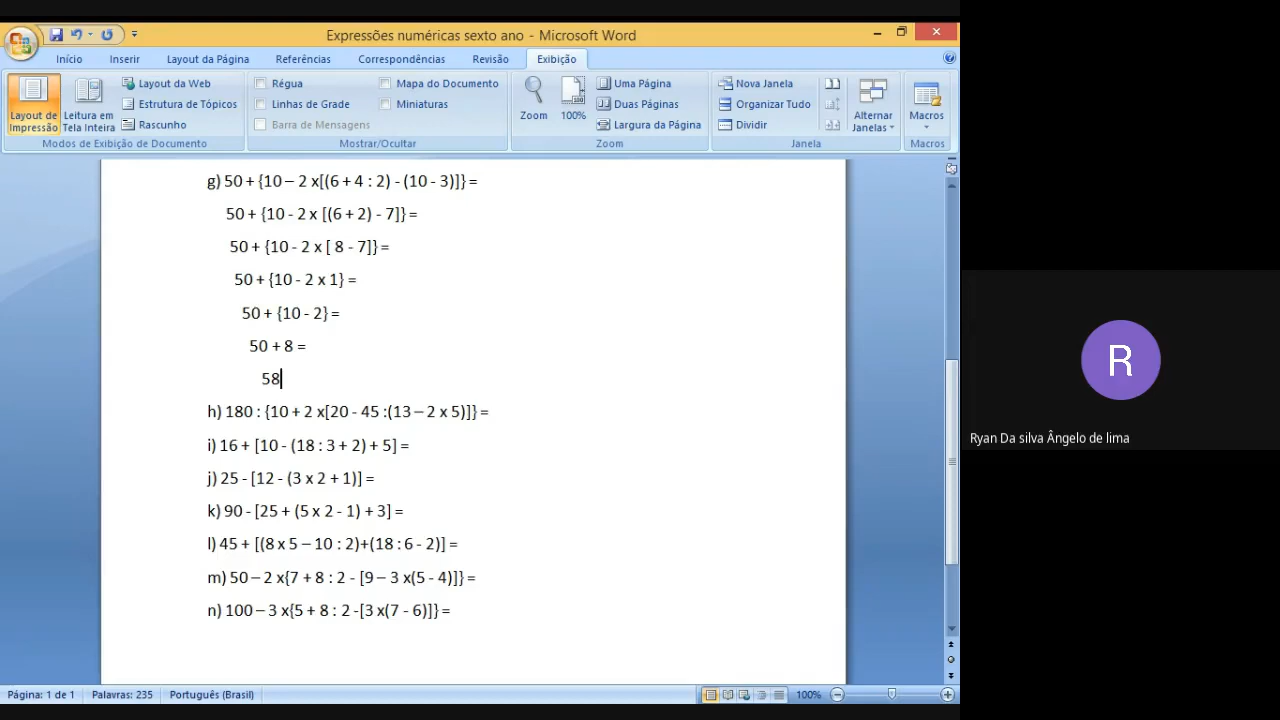 Expressões numéricas sexto ano - Microsoft Word
Início Inserir Layout da Página Referências Correspondências Revisão Exibição
Layout de Impressão
Leitura em Tela Inteira
Layout da Web
Estrutura de Tópicos
Rascunho
Modos de Exibição de Documento
Régua
Linhas de Grade
Barra de Mensagens
Mapa do Documento
Miniaturas
Mostrar/Ocultar
Zoom
100%
Uma Página
Duas Páginas
Largura da Página
Zoom
Nova Janela
Organizar Tudo
Dividir
Alternar Janelas
Janela
Macros
Macros
g) 50 + {10 – 2 x[(6 + 4 : 2) - (10 - 3)]} =
50 + {10 - 2 x [(6 + 2) - 7]} =
50 + {10 - 2 x [ 8 - 7]} =
50 + {10 - 2 x 1} =
50 + {10 - 2} =
50 + 8 =
58
h) 180 : {10 + 2 x[20 - 45 :(13 – 2 x 5)]} =
i) 16 + [10 - (18 : 3 + 2) + 5] =
j) 25 - [12 - (3 x 2 + 1)] =
k) 90 - [25 + (5 x 2 - 1) + 3] =
l) 45 + [(8 x 5 – 10 : 2)+(18 : 6 - 2)] =
m) 50 – 2 x{7 + 8 : 2 - [9 – 3 x(5 - 4)]} =
n) 100 – 3 x{5 + 8 : 2 -[3 x(7 - 6)]} =
R
Ryan Da silva Ângelo de lima
Página: 1 de 1 Palavras: 235 Português (Brasil) 100%